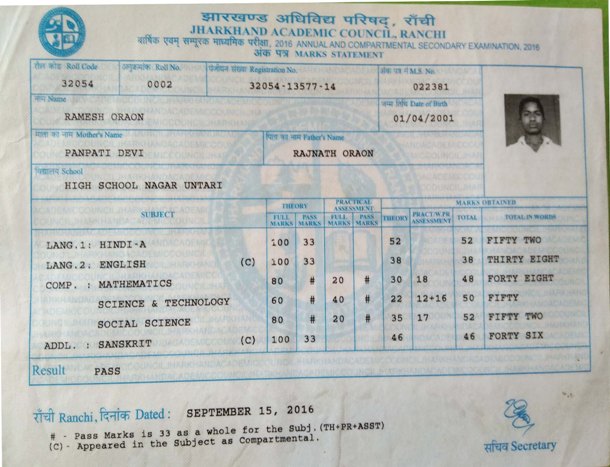 झारखण्ड अधिविद्य परिषद्, राँची
JHARKHAND ACADEMIC COUNCIL, RANCHI
वार्षिक एवम् सम्पूरक माध्यमिक परीक्षा, 2016 ANNUAL AND COMPARTMENTAL SECONDARY EXAMINATION, 2016
अंक पत्र MARKS STATEMENT
रौल कोड Roll Code अनुक्रमांक Roll No. पंजीयन संख्या Registration No. अंक पत्र सं M.S. No.
32054 0002 32054-13577-14 022381
नाम Name जन्म तिथि Date of Birth
RAMESH ORAON 01/04/2001
माता का नाम Mother's Name पिता का नाम Father's Name
PANPATI DEVI RAJNATH ORAON
विद्यालय School
HIGH SCHOOL NAGAR UNTARI
SUBJECT THEORY PRACTICAL ASSESSMENT MARKS OBTAINED
FULL MARKS PASS MARKS FULL MARKS PASS MARKS THEORY PRACT/W.PR ASSESSMENT TOTAL TOTAL IN WORDS
LANG.1: HINDI-A 100 33 52 52 FIFTY TWO
LANG.2: ENGLISH (C) 100 33 38 38 THIRTY EIGHT
COMP. : MATHEMATICS 80 # 20 # 30 18 48 FORTY EIGHT
SCIENCE & TECHNOLOGY 60 # 40 # 22 12+16 50 FIFTY
SOCIAL SCIENCE 80 # 20 # 35 17 52 FIFTY TWO
ADDL. : SANSKRIT (C) 100 33 46 46 FORTY SIX
Result PASS
राँची Ranchi, दिनांक Dated : SEPTEMBER 15, 2016
# - Pass Marks is 33 as a whole for the Subj.(TH+PR+ASST)
(C)- Appeared in the Subject as Compartmental.
सचिव Secretary